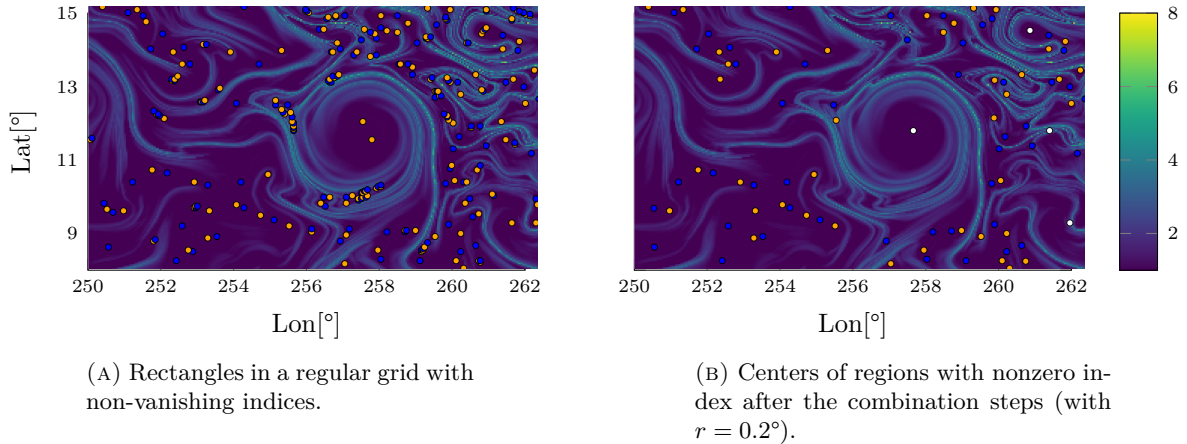 15
13
11
9
Lat[°]
250 252 254 256 258 260 262
Lon[°]
250 252 254 256 258 260 262
Lon[°]
8
6
4
2
(A) Rectangles in a regular grid with
non-vanishing indices.
(B) Centers of regions with nonzero in-
dex after the combination steps (with
r = 0.2°).